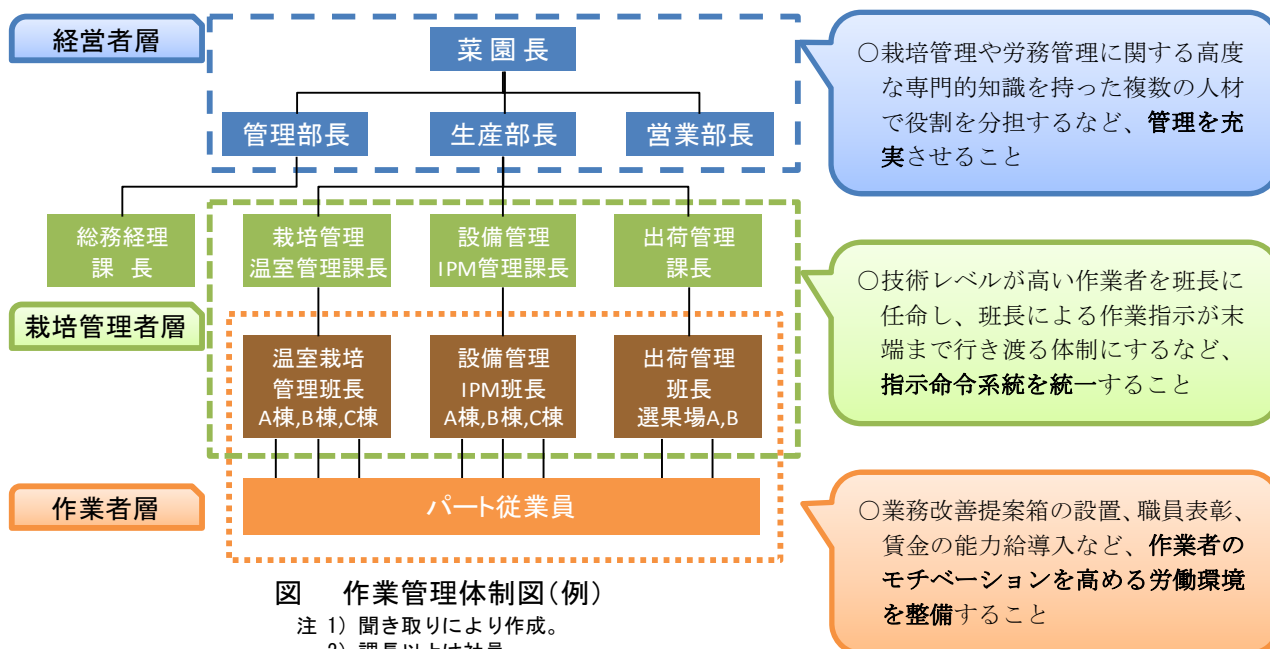 経営者層
菜園長
管理部長
生産部長
営業部長
○栽培管理や労務管理に関する高度
な専門的知識を持った複数の人材
で役割を分担するなど、管理を充
実させること
総務経理
課 長
栽培管理
温室管理課長
設備管理
IPM管理課長
出荷管理
課長
栽培管理者層
温室栽培
管理班長
A棟,B棟,C棟
設備管理
IPM班長
A棟,B棟,C棟
出荷管理
班長
選果場A,B
○技術レベルが高い作業者を班長に
任命し、班長による作業指示が末
端まで行き渡る体制にするなど、
指示命令系統を統一すること
作業者層
パート従業員
○業務改善提案箱の設置、職員表彰、
賃金の能力給導入など、作業者の
モチベーションを高める労働環境
を整備すること
図 作業管理体制図(例)
注 1) 聞き取りにより作成。
2) 課長以上は社員